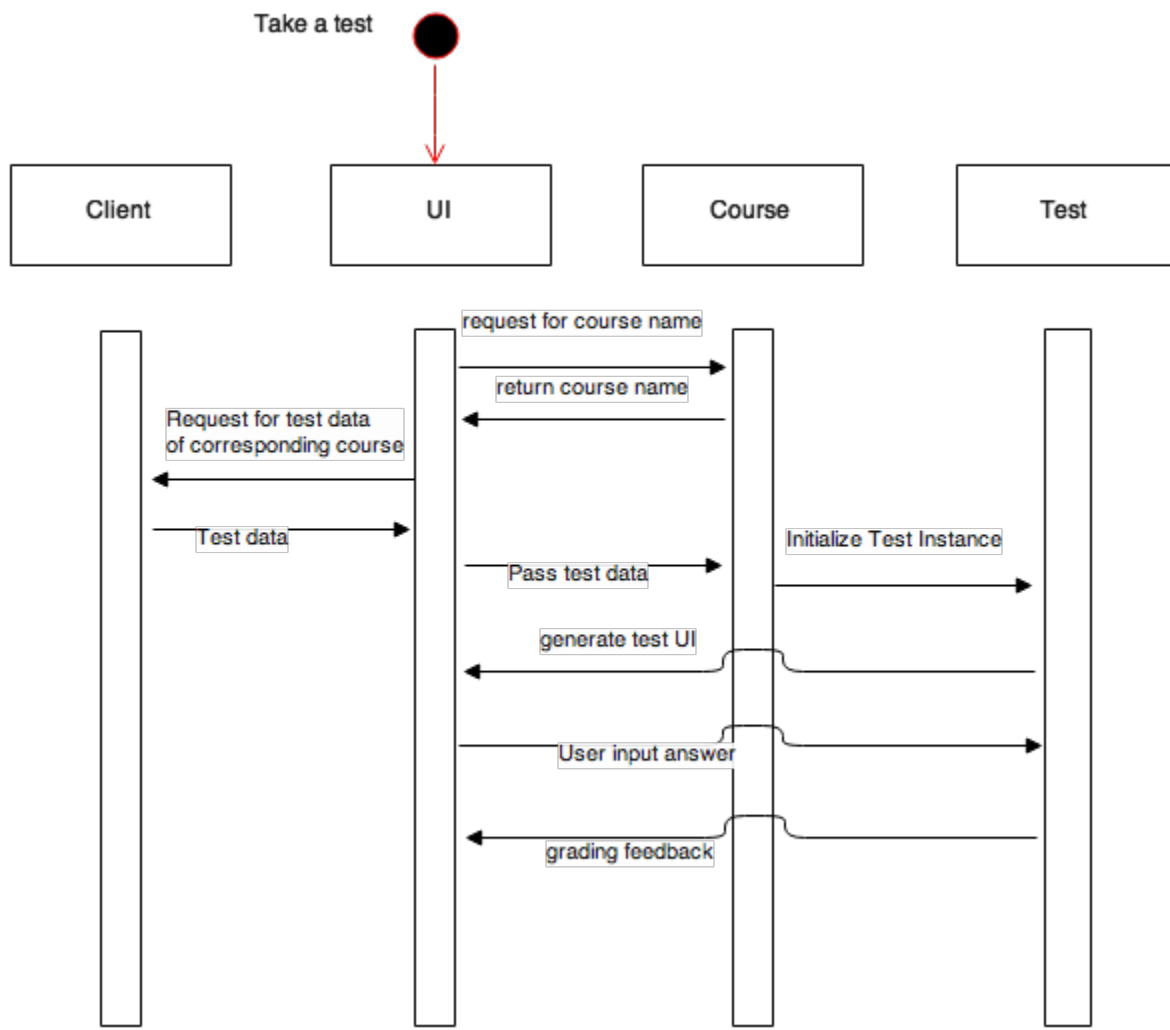 Take a test
Client
UI
Course
Test
request for course name
return course name
Request for test data
of corresponding course
Test data
Pass test data
Initialize Test Instance
generate test UI
User input answer
grading feedback